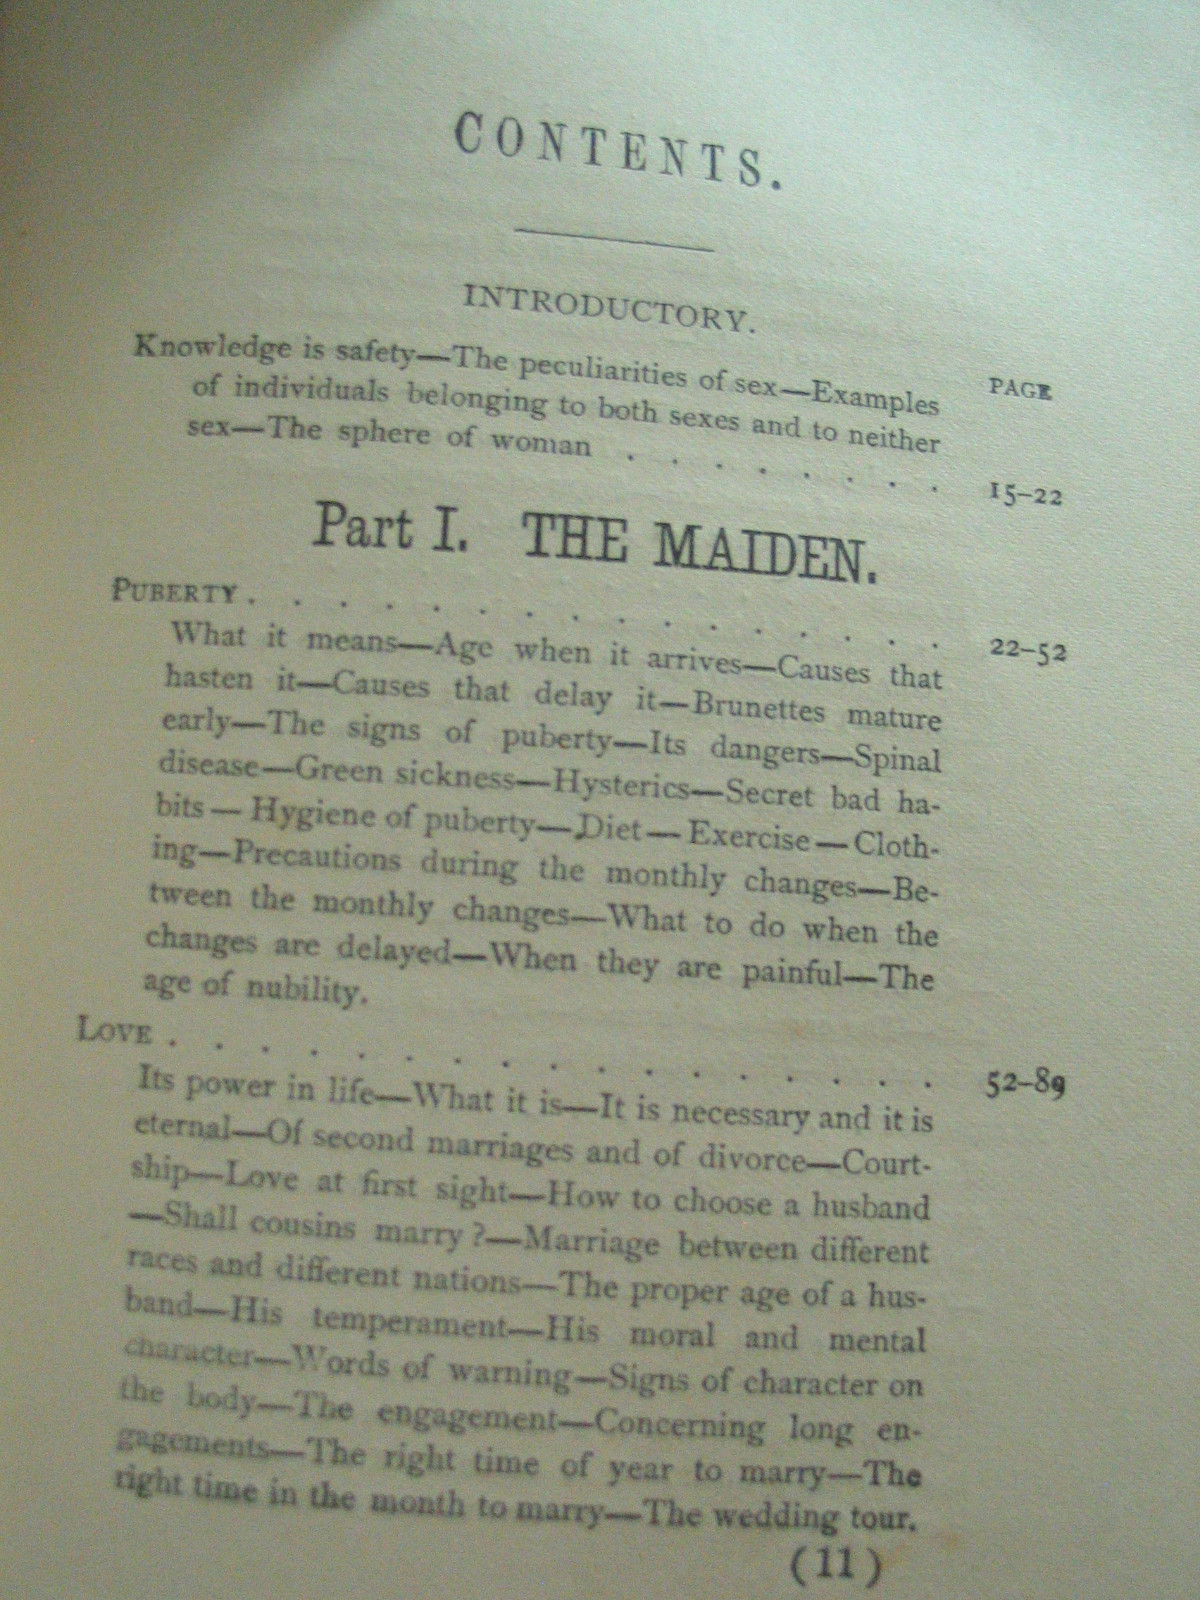 CONTENTS.
INTRODUCTORY.
PAGE
Knowledge is safety—The peculiarities of sex—Examples
of individuals belonging to both sexes and to neither
sex—The sphere of woman . . . . . . . . 15–22
Part I. THE MAIDEN.
PUBERTY . . . . . . . . . . . . . . . . 22–52
What it means—Age when it arrives—Causes that
hasten it—Causes that delay it—Brunettes mature
early—The signs of puberty—Its dangers—Spinal
disease—Green sickness—Hysterics—Secret bad ha-
bits — Hygiene of puberty — Diet — Exercise — Cloth-
ing—Precautions during the monthly changes—Be-
tween the monthly changes—What to do when the
changes are delayed—When they are painful—The
age of nubility.
LOVE . . . . . . . . . . . . . . . . . 52–89
Its power in life—What it is—It is necessary and it is
eternal—Of second marriages and of divorce—Court-
ship—Love at first sight—How to choose a husband
—Shall cousins marry?—Marriage between different
races and different nations—The proper age of a hus-
band—His temperament—His moral and mental
character—Words of warning—Signs of character on
the body—The engagement—Concerning long en-
gagements—The right time of year to marry—The
right time in the month to marry—The wedding tour.
(11)